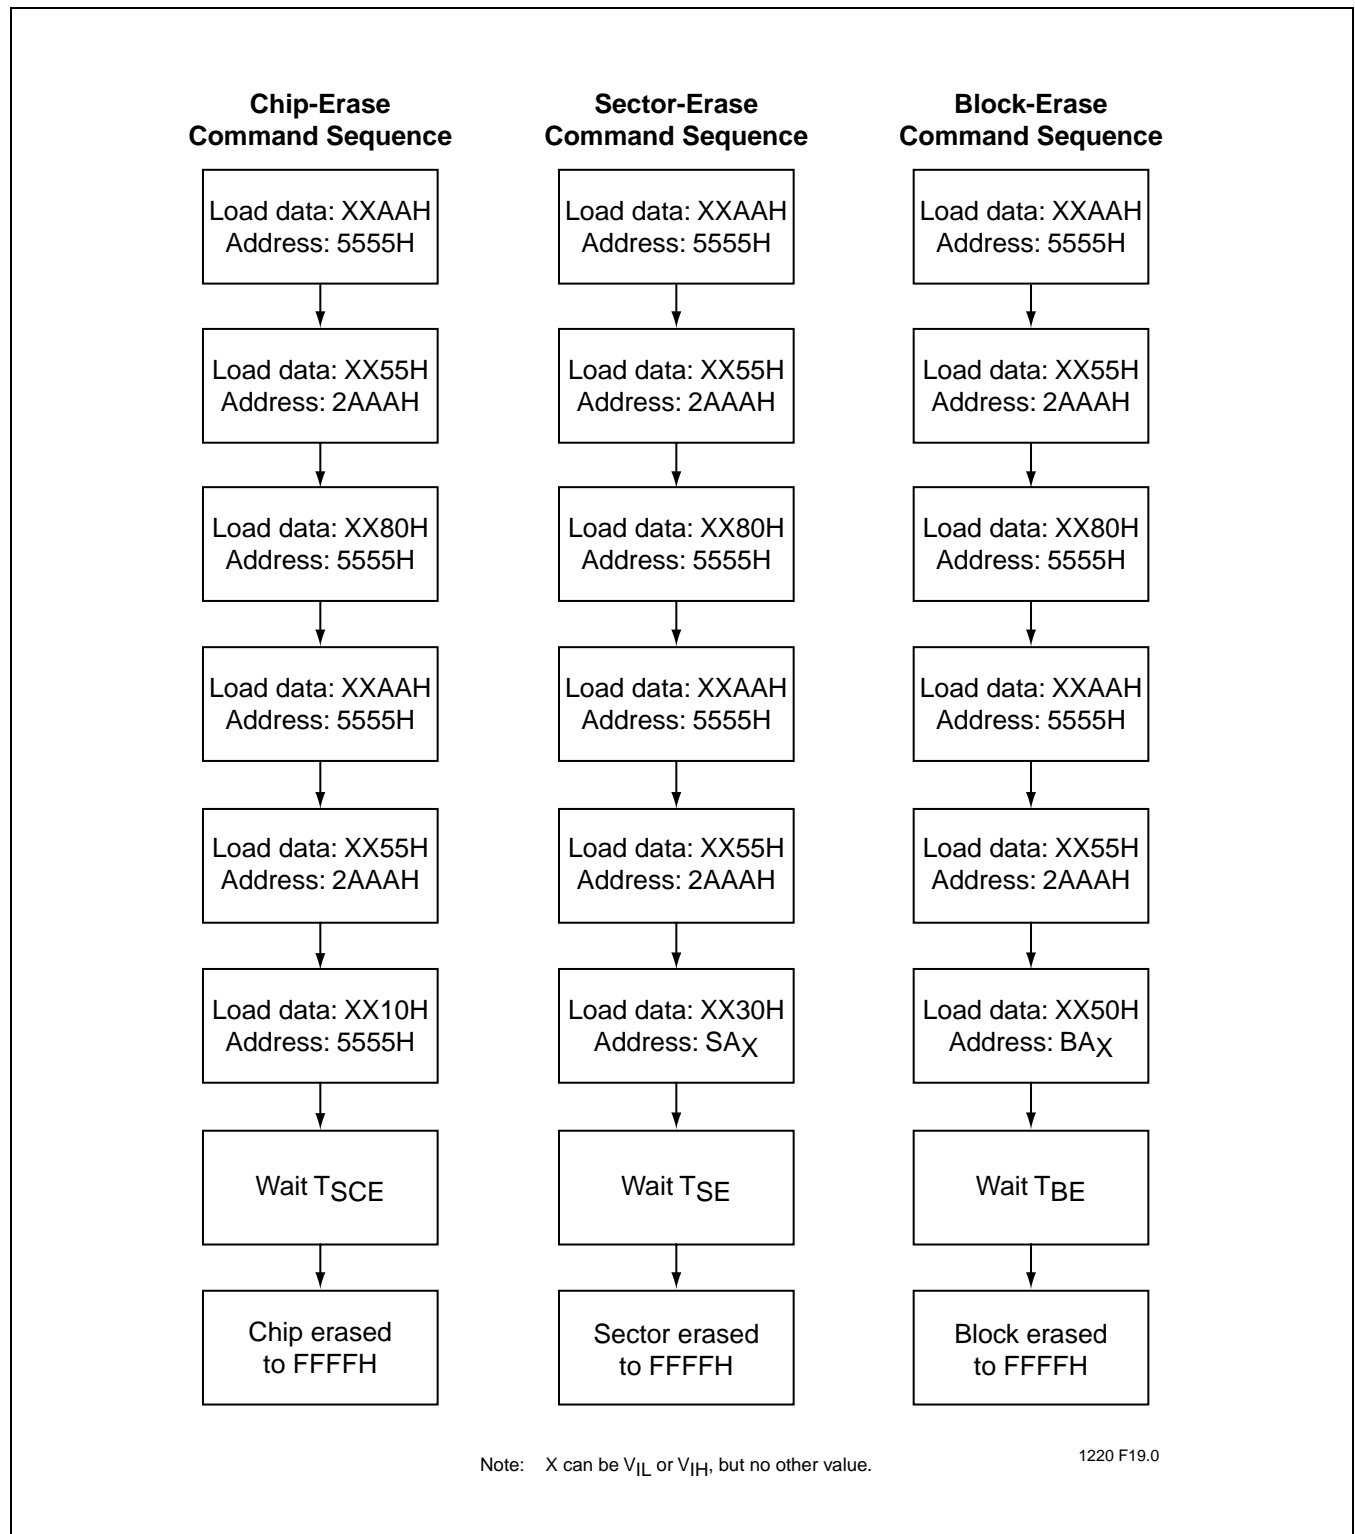 Chip-Erase
Command Sequence
Load data: XXAAH
Address: 5555H
Load data: XX55H
Address: 2AAAH
Load data: XX80H
Address: 5555H
Load data: XXAAH
Address: 5555H
Load data: XX55H
Address: 2AAAH
Load data: XX10H
Address: 5555H
Wait TSCE
Chip erased
to FFFFH
Sector-Erase
Command Sequence
Load data: XXAAH
Address: 5555H
Load data: XX55H
Address: 2AAAH
Load data: XX80H
Address: 5555H
Load data: XXAAH
Address: 5555H
Load data: XX55H
Address: 2AAAH
Load data: XX30H
Address: SAX
Wait TSE
Sector erased
to FFFFH
Block-Erase
Command Sequence
Load data: XXAAH
Address: 5555H
Load data: XX55H
Address: 2AAAH
Load data: XX80H
Address: 5555H
Load data: XXAAH
Address: 5555H
Load data: XX55H
Address: 2AAAH
Load data: XX50H
Address: BAX
Wait TBE
Block erased
to FFFFH
Note: X can be VIL or VIH, but no other value.
1220 F19.0